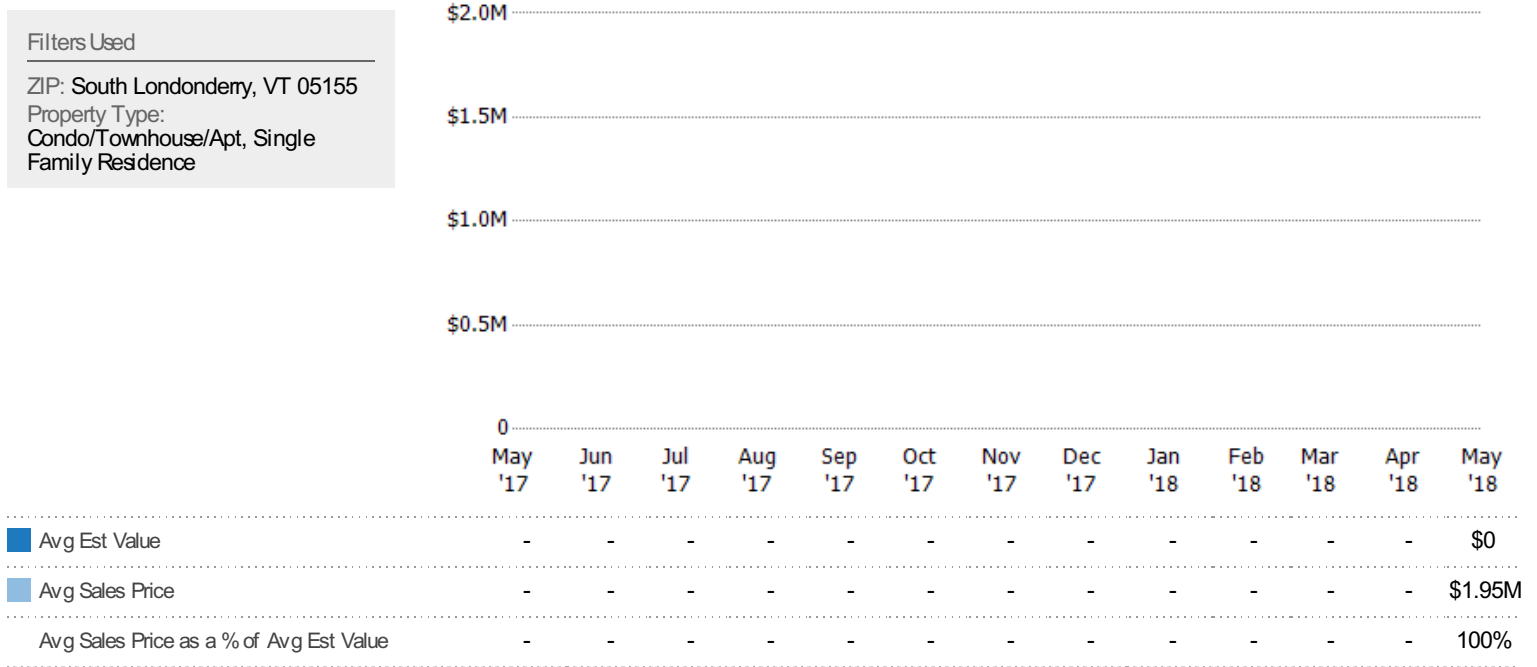 Filters Used
ZIP: South Londonderry, VT 05155
Property Type:
Condo/Townhouse/Apt, Single
Family Residence
$2.0M
$1.5M
$1.0M
$0.5M
0
May Jun Jul Aug Sep Oct Nov Dec Jan Feb Mar Apr May
'17 '17 '17 '17 '17 '17 '17 '17 '18 '18 '18 '18 '18
Avg Est Value - - - - - - - - - - - - $0
Avg Sales Price - - - - - - - - - - - - $1.95M
Avg Sales Price as a % of Avg Est Value - - - - - - - - - - - - 100%